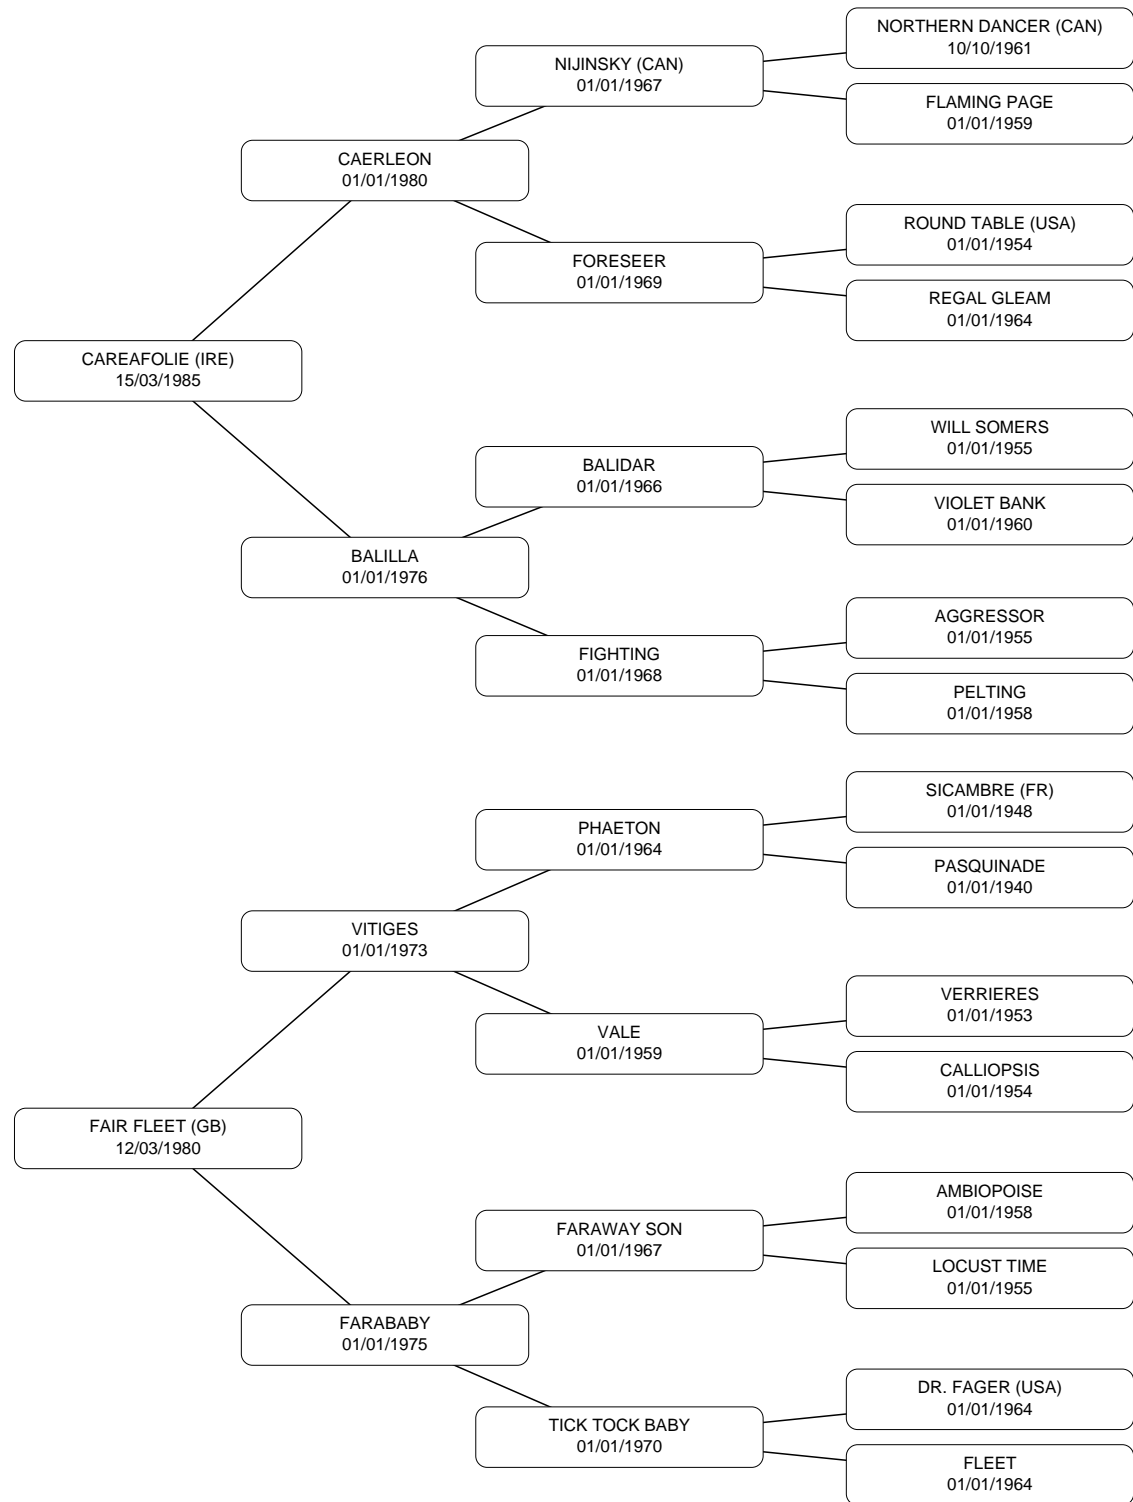 NORTHERN DANCER (CAN)
10/10/1961
NIJINSKY (CAN)
01/01/1967
FLAMING PAGE
01/01/1959
CAERLEON
01/01/1980
ROUND TABLE (USA)
01/01/1954
FORESEER
01/01/1969
REGAL GLEAM
01/01/1964
CAREAFOLIE (IRE)
15/03/1985
WILL SOMERS
01/01/1955
BALIDAR
01/01/1966
VIOLET BANK
01/01/1960
BALILLA
01/01/1976
AGGRESSOR
01/01/1955
FIGHTING
01/01/1968
PELTING
01/01/1958
SICAMBRE (FR)
01/01/1948
PHAETON
01/01/1964
PASQUINADE
01/01/1940
VITIGES
01/01/1973
VERRIERES
01/01/1953
VALE
01/01/1959
CALLIOPSIS
01/01/1954
FAIR FLEET (GB)
12/03/1980
AMBIOPOISE
01/01/1958
FARAWAY SON
01/01/1967
LOCUST TIME
01/01/1955
FARABABY
01/01/1975
DR. FAGER (USA)
01/01/1964
TICK TOCK BABY
01/01/1970
FLEET
01/01/1964